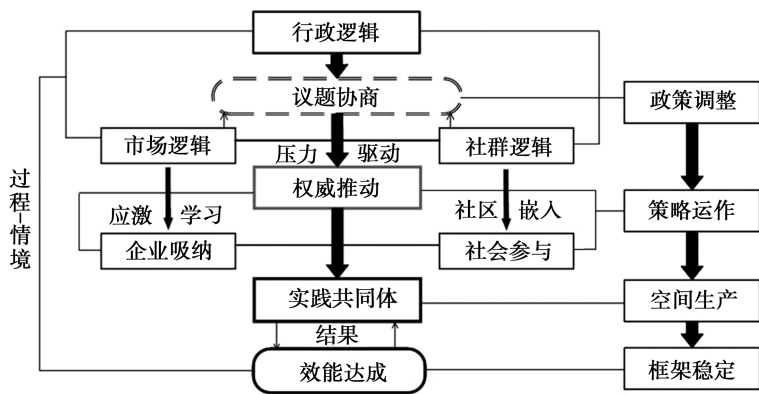 行政逻辑
议题协商
政策调整
市场逻辑
社群逻辑
压力 驱动
权威推动
过程-情境
应激 学习
社区 嵌入
策略运作
企业吸纳
社会参与
实践共同体
空间生产
结果
效能达成
框架稳定